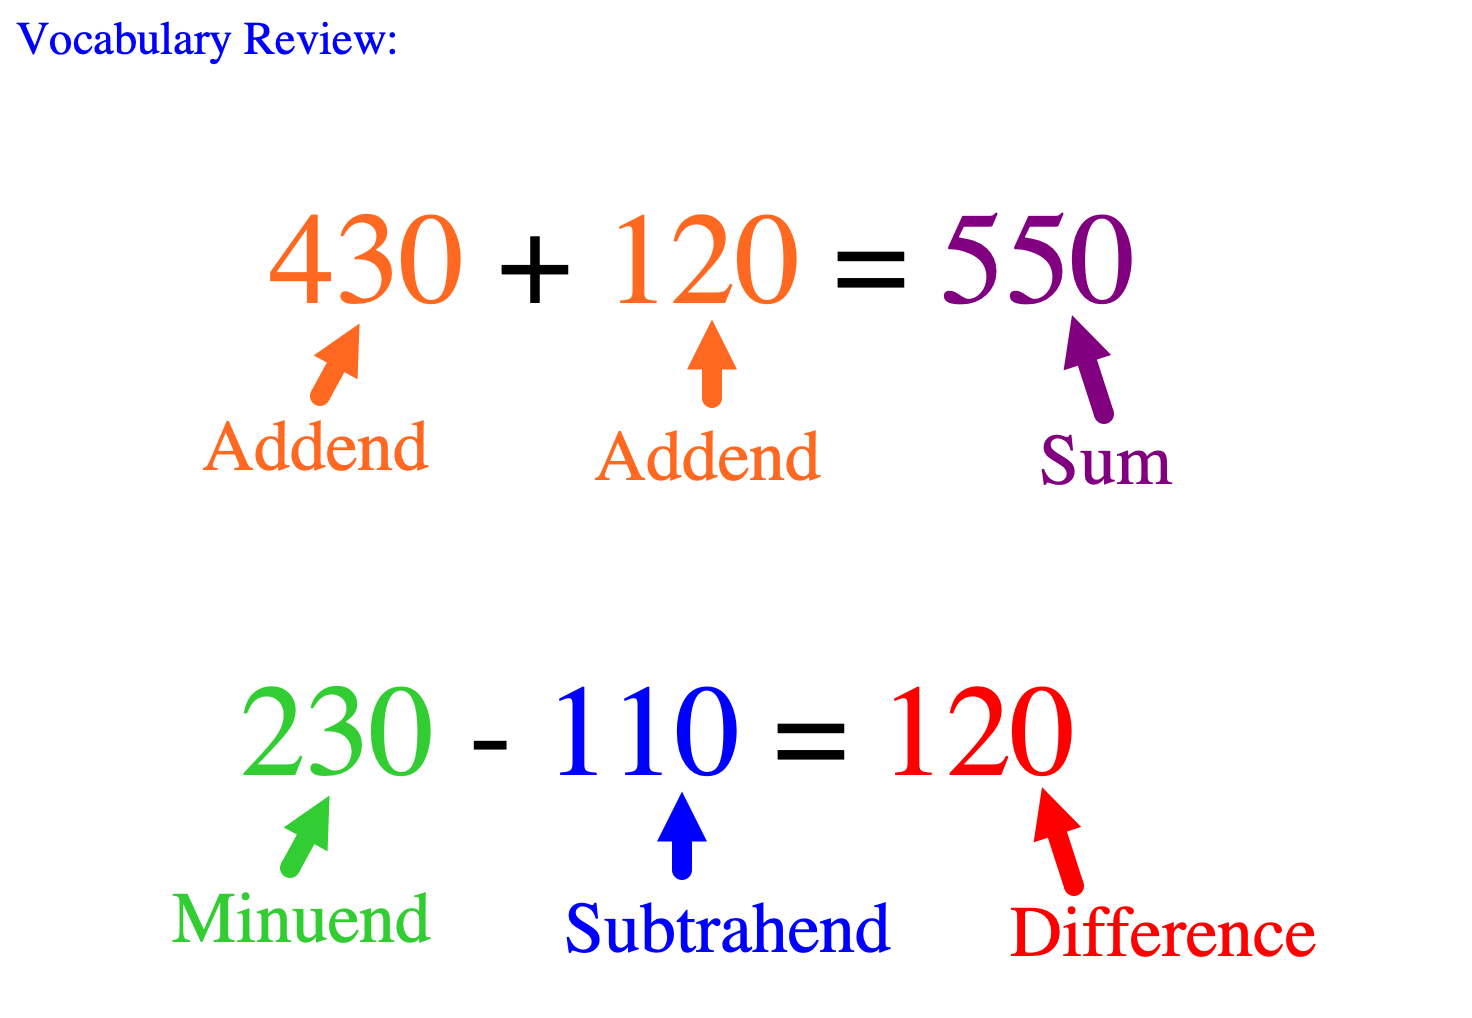 Vocabulary Review:
430 + 120 = 550
Addend Addend Sum
230 - 110 = 120
Minuend Subtrahend Difference